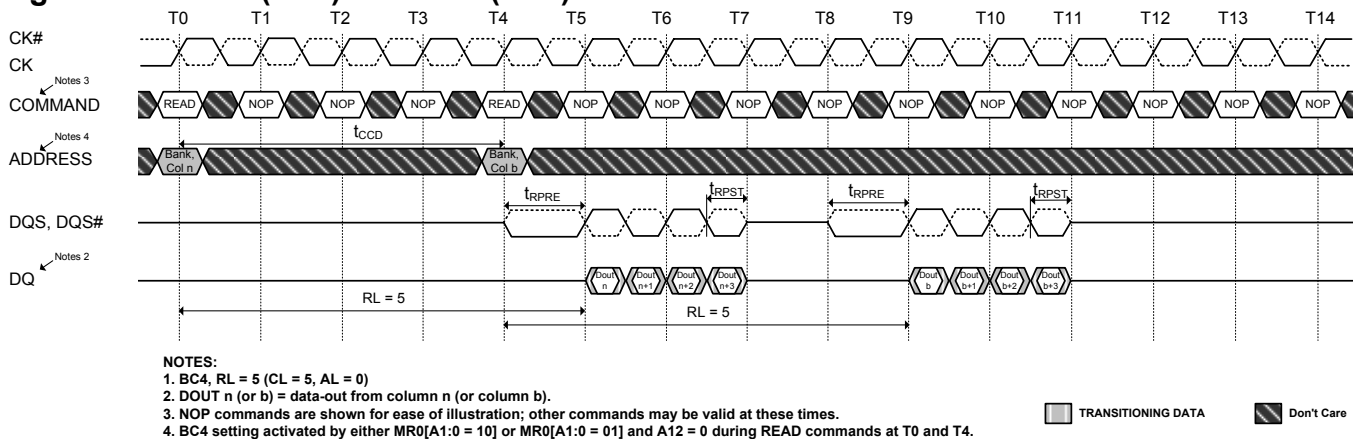 T0 T1 T2 T3 T4 T5 T6 T7 T8 T9 T10 T11 T12 T13 T14
CK#
CK
Notes 3
COMMAND READ NOP NOP NOP READ NOP NOP NOP NOP NOP NOP NOP NOP NOP NOP
tCCD
Notes 4
ADDRESS Bank, Col n Bank, Col b
tRPRE tRPST tRPRE tRPST
DQS, DQS#
Notes 2
DQ Dout n Dout n+1 Dout n+2 Dout n+3 Dout b Dout b+1 Dout b+2 Dout b+3
RL = 5
RL = 5
NOTES:
1. BC4, RL = 5 (CL = 5, AL = 0)
2. DOUT n (or b) = data-out from column n (or column b).
3. NOP commands are shown for ease of illustration; other commands may be valid at these times.
4. BC4 setting activated by either MR0[A1:0 = 10] or MR0[A1:0 = 01] and A12 = 0 during READ commands at T0 and T4.
TRANSITIONING DATA Don't Care